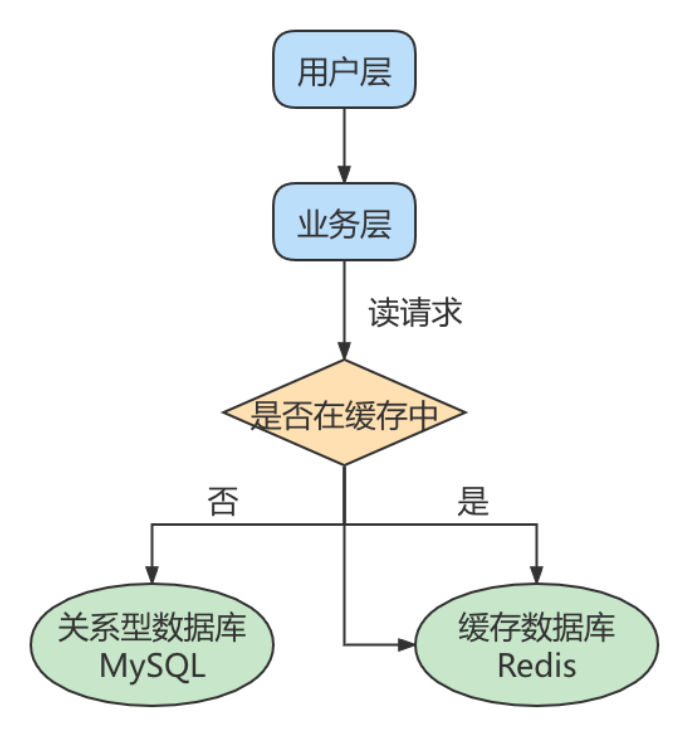 用户层
业务层
读请求
是否在缓存中
否
是
关系型数据库
MySQL
缓存数据库
Redis